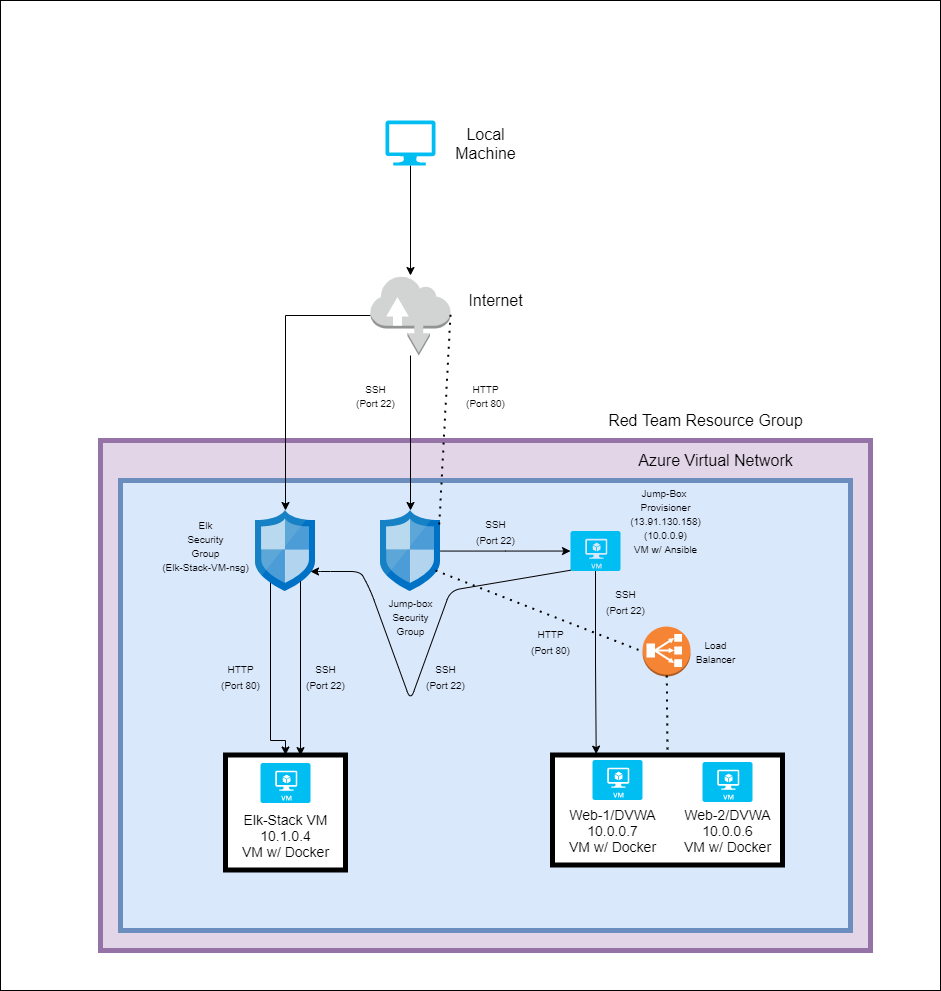 Local
Machine
Internet
SSH
(Port 22)
HTTP
(Port 80)
Red Team Resource Group
Azure Virtual Network
Jump-Box
Provisioner
(13.91.130.158)
(10.0.0.9)
VM w/ Ansible
Elk
Security
Group
(Elk-Stack-VM-nsg)
SSH
(Port 22)
VM
Jump-box
Security
Group
SSH
(Port 22)
HTTP
(Port 80)
Load
Balancer
HTTP
(Port 80)
SSH
(Port 22)
SSH
(Port 22)
VM
Elk-Stack VM
10.1.0.4
VM w/ Docker
VM
Web-1/DVWA
10.0.0.7
VM w/ Docker
VM
Web-2/DVWA
10.0.0.6
VM w/ Docker